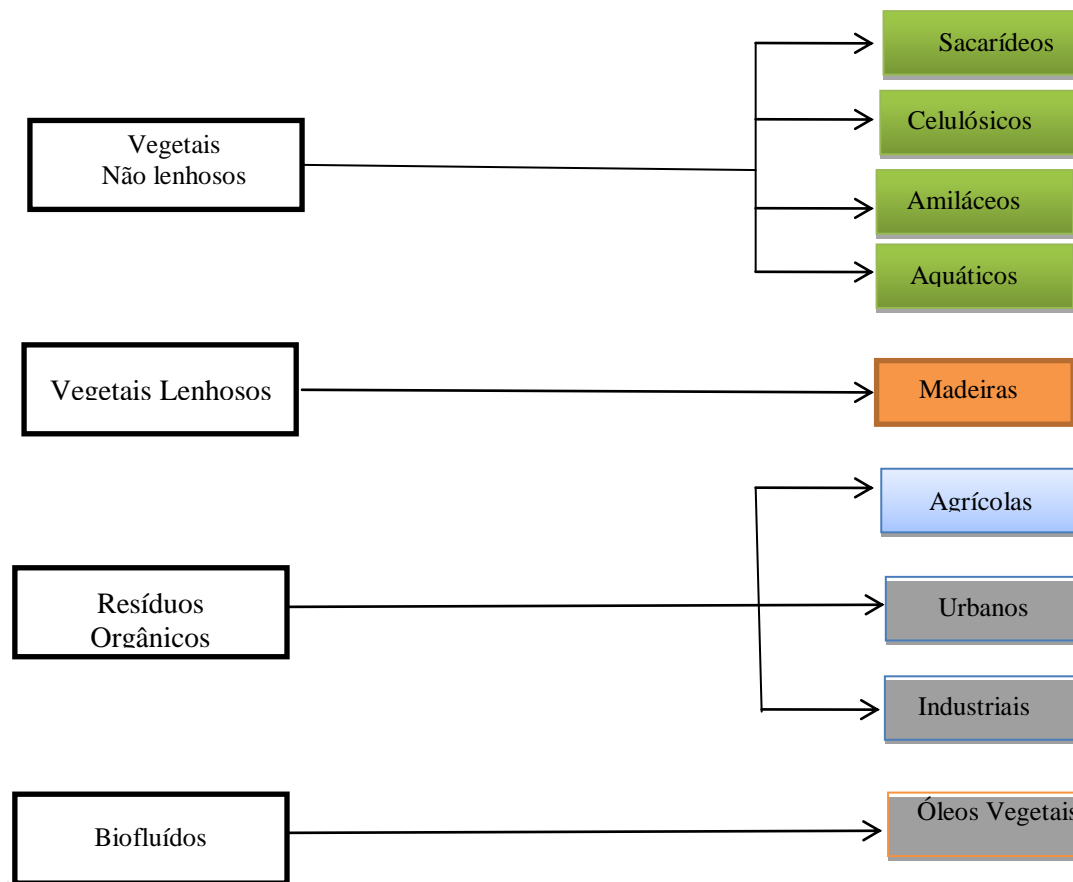 Vegetais
Não lenhosos
Sacarídeos
Celulósicos
Amiláceos
Aquáticos
Vegetais Lenhosos
Madeiras
Resíduos
Orgânicos
Agrícolas
Urbanos
Industriais
Biofluídos
Óleos Vegetais